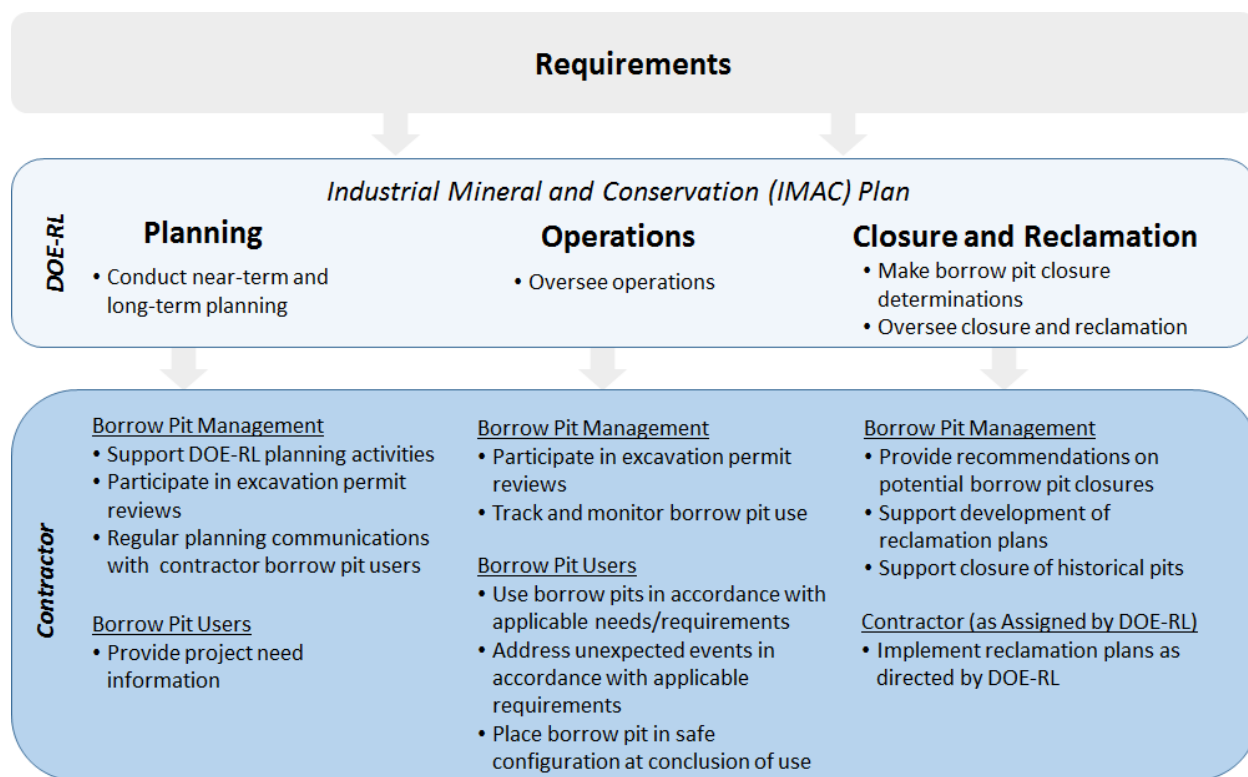 Requirements
DOE-RL
Industrial Mineral and Conservation (IMAC) Plan
Planning
• Conduct near-term and
long-term planning
Operations
• Oversee operations
Closure and Reclamation
• Make borrow pit closure
determinations
• Oversee closure and reclamation
Contractor
Borrow Pit Management
• Support DOE-RL planning activities
• Participate in excavation permit
reviews
• Regular planning communications
with contractor borrow pit users
Borrow Pit Users
• Provide project need
information
Borrow Pit Management
• Participate in excavation permit
reviews
• Track and monitor borrow pit use
Borrow Pit Users
• Use borrow pits in accordance with
applicable needs/requirements
• Address unexpected events in
accordance with applicable
requirements
• Place borrow pit in safe
configuration at conclusion of use
Borrow Pit Management
• Provide recommendations on
potential borrow pit closures
• Support development of
reclamation plans
• Support closure of historical pits
Contractor (as Assigned by DOE-RL)
• Implement reclamation plans as
directed by DOE-RL